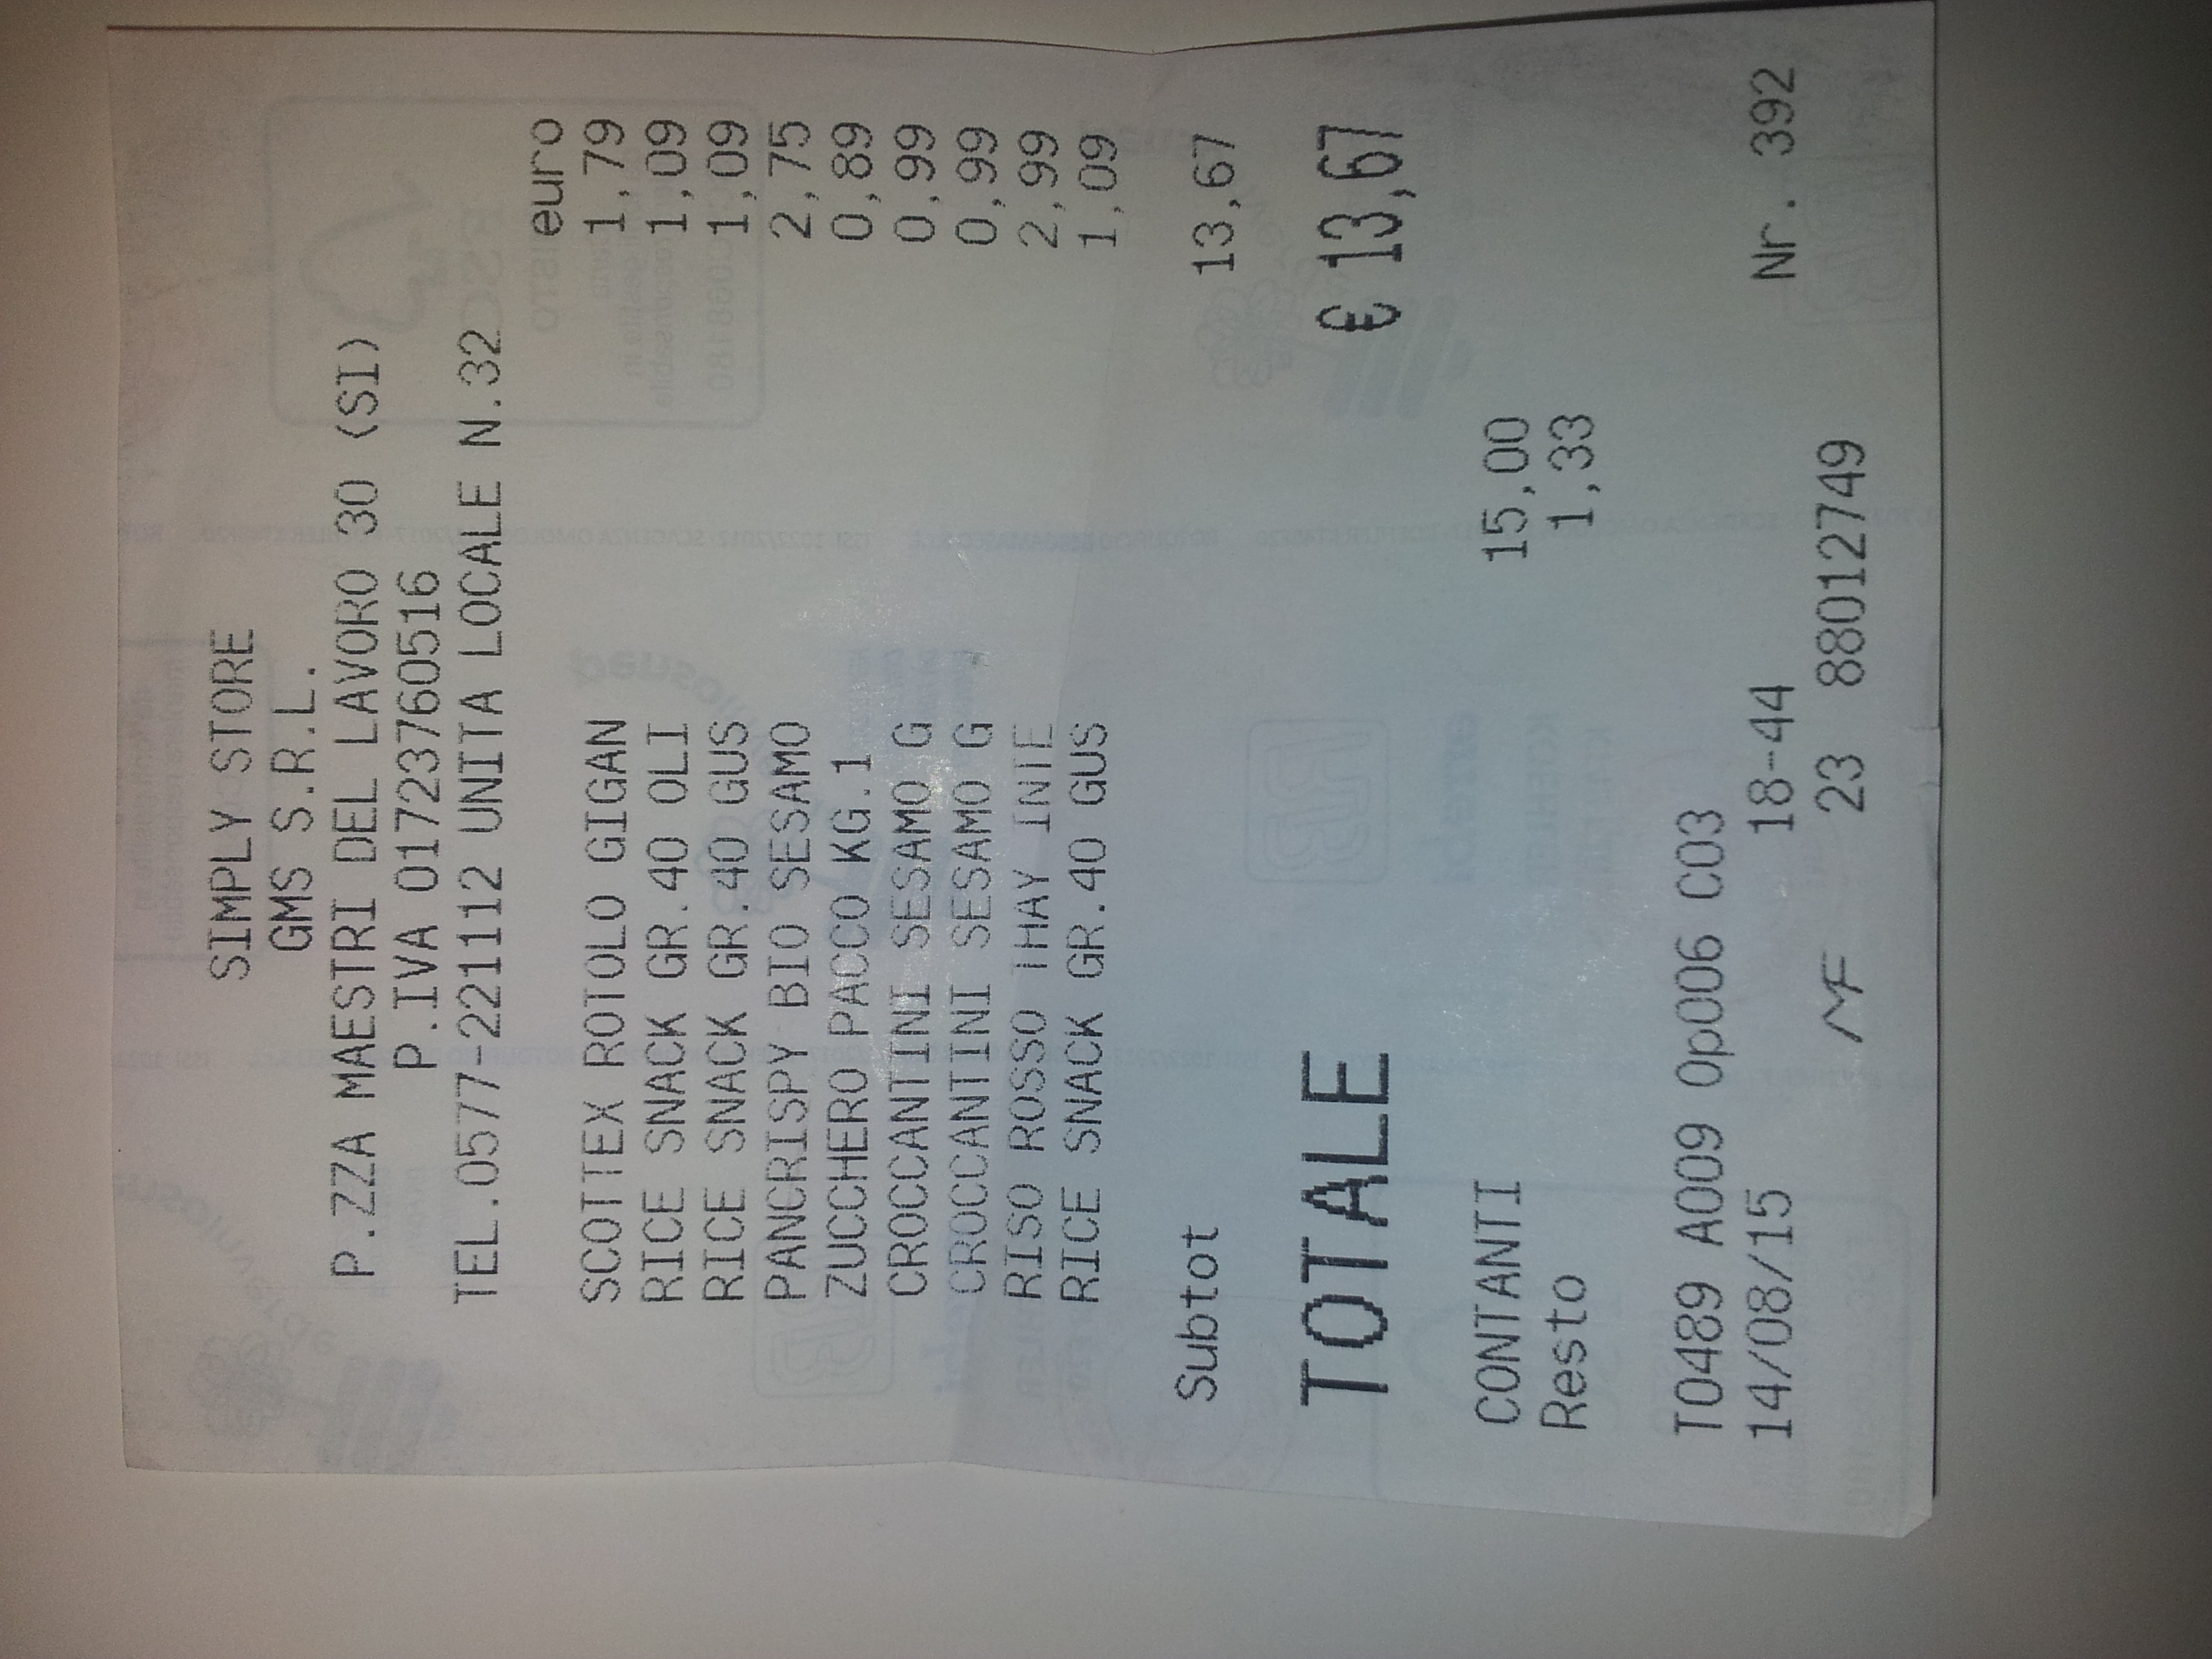 SIMPLY STORE
GMS S.R.L.
P.ZZA MAESTRI DEL LAVORO 30 (SI)
P.IVA 01723760516
TEL.0577-221112 UNITA LOCALE N.32
euro
SCOTTEX ROTOLO GIGAN 1,79
RICE SNACK GR.40 OLI 1,09
RICE SNACK GR.40 GUS 1,09
PANCRISPY BIO SESAMO 2,75
ZUCCHERO PACCO KG.1 0,89
CROCCANTINI SESAMO G 0,99
CROCCANTINI SESAMO G 0,99
RISO ROSSO THAY INTE 2,99
RICE SNACK GR.40 GUS 1,09
Subtot 13,67
TOTALE € 13,67
CONTANTI 15,00
Resto 1,33
T0489 A009 Op006 C03
14/08/15 18-44 Nr. 392
MF 23 88012749